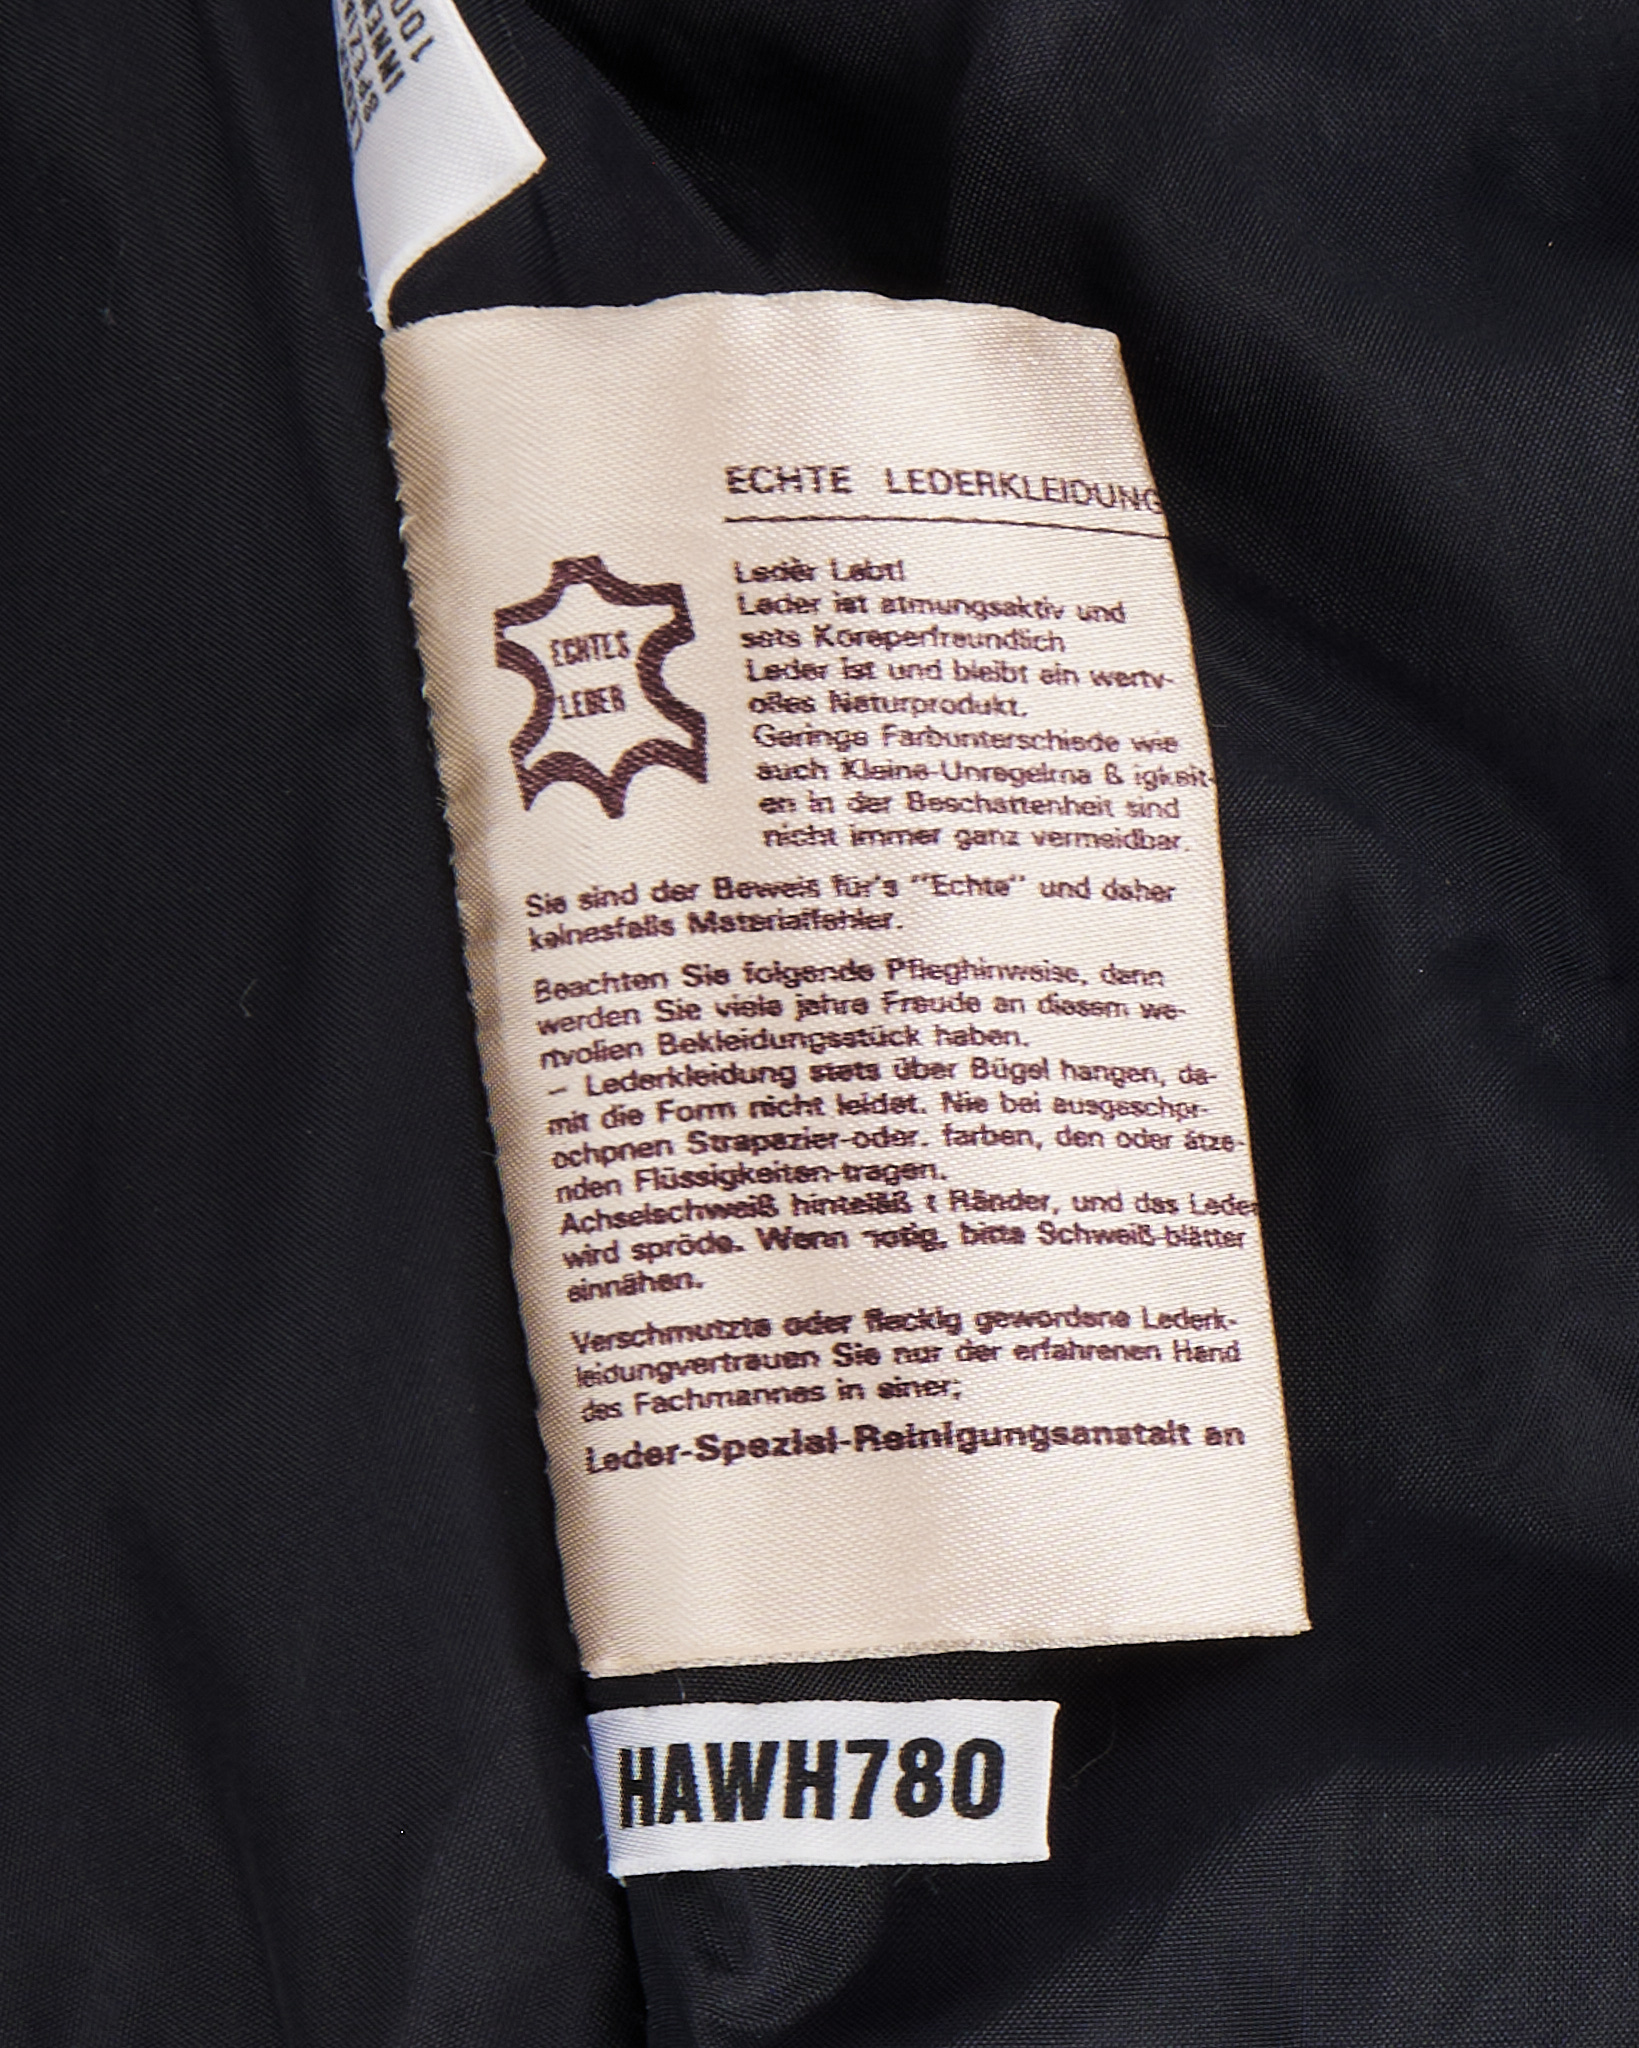 100
INNEN
ECHTE LEDERKLEIDUNG
ECHTES
LEDER
Leder Labtl
Leder ist atmungsaktiv und
sets Koreperfreundlich
Leder ist und bleibt ein wertv-
olles Naturprodukt.
Geringe Farbunterschiede wie
auch Kleine-Unregelma ß igkeit-
en in der Beschattenheit sind
nicht immer ganz vermeidbar.
Sie sind der Beweis für's "Echte" und daher
keinesfalls Materialfehler.
Beachten Sie folgende Pfleghinweise, dann
werden Sie viele jahre Freude an diesem we-
rtvollen Bekleidungsstück haben.
— Lederkleidung stets über Bügel hangen, da-
mit die Form nicht leidet. Nie bei ausgeschpr-
ochpnen Strapazier-oder. farben, den oder ätze-
nden Flüssigkeiten-tragen.
Achselschweiß hinteläß t Ränder, und das Leder
wird spröde. Wenn bitte Schweiß-blätter
einnähen.
Verschmutzte oder fleckig gewordene Lederk-
leidungvertrauen Sie nur der erfahrenen Hand
des Fachmannes in einer;
Leder-Spezial-Reinigungsanstalt an
HAWH780